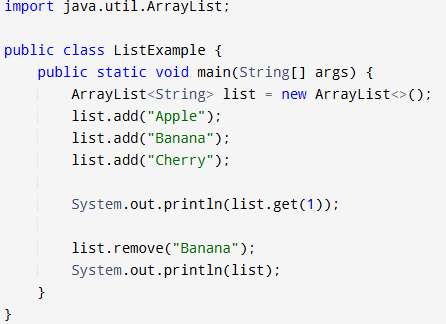 import java.util.ArrayList;
public class ListExample {
    public static void main(String[] args) {
        ArrayList<String> list = new ArrayList<>();
        list.add("Apple");
        list.add("Banana");
        list.add("Cherry");
        System.out.println(list.get(1));
        list.remove("Banana");
        System.out.println(list);
    }
}